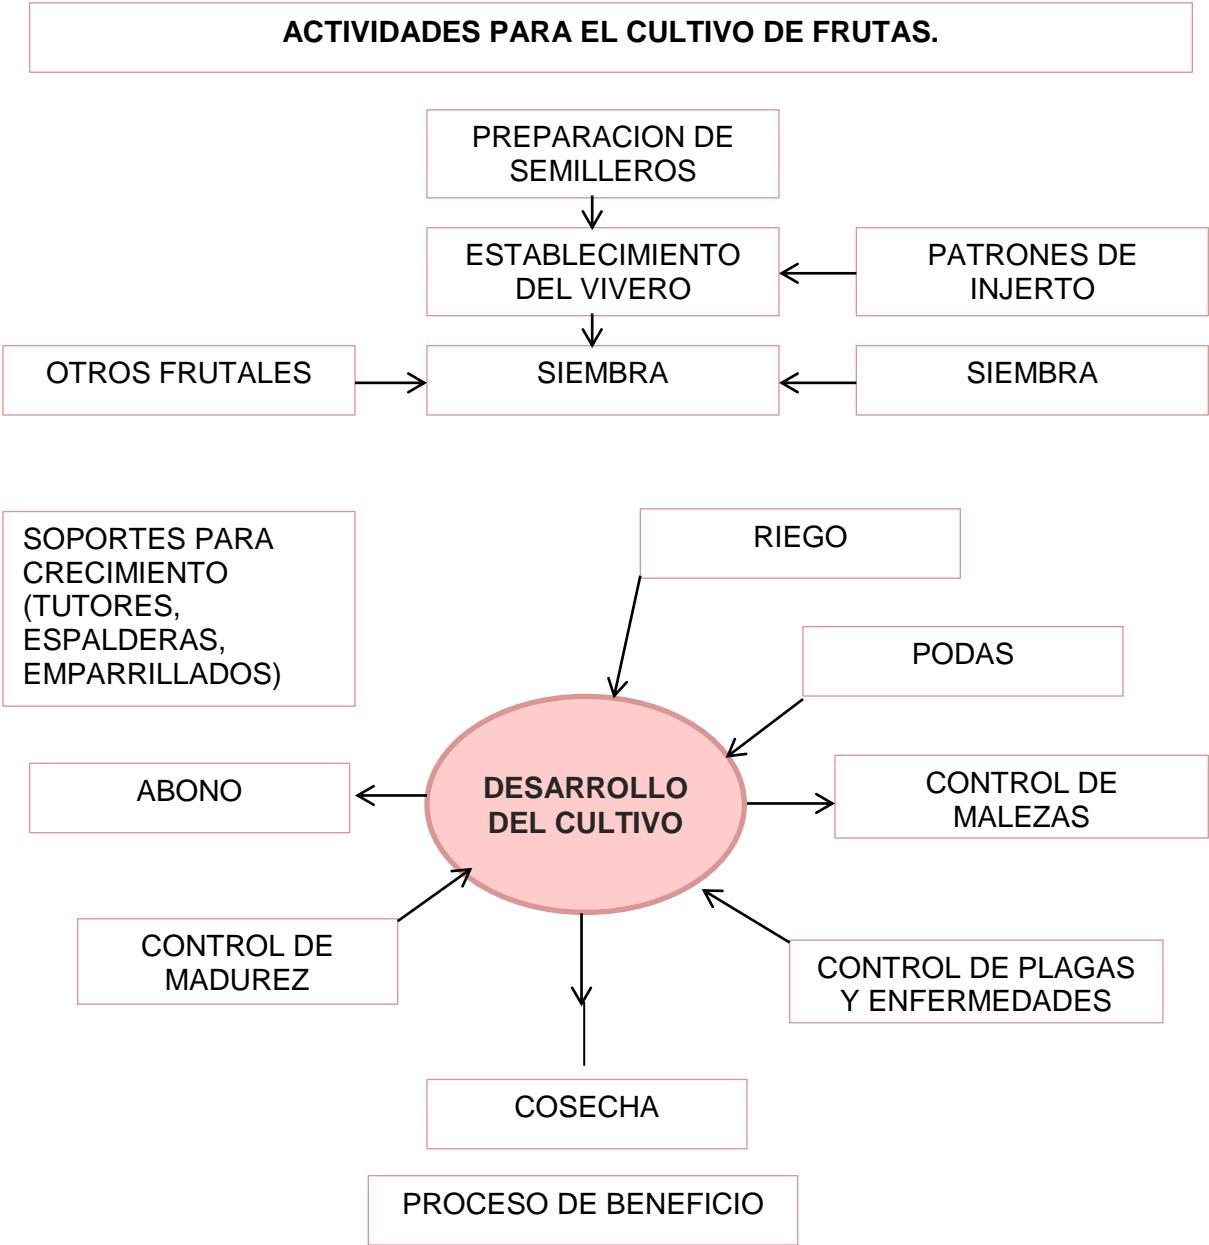 ACTIVIDADES PARA EL CULTIVO DE FRUTAS.
PREPARACION DE
SEMILLEROS
ESTABLECIMIENTO
DEL VIVERO
PATRONES DE
INJERTO
OTROS FRUTALES
SIEMBRA
SIEMBRA
SOPORTES PARA
CRECIMIENTO
(TUTORES,
ESPALDERAS,
EMPARRILLADOS)
RIEGO
PODAS
ABONO
DESARROLLO
DEL CULTIVO
CONTROL DE
MALEZAS
CONTROL DE
MADUREZ
CONTROL DE PLAGAS
Y ENFERMEDADES
COSECHA
PROCESO DE BENEFICIO